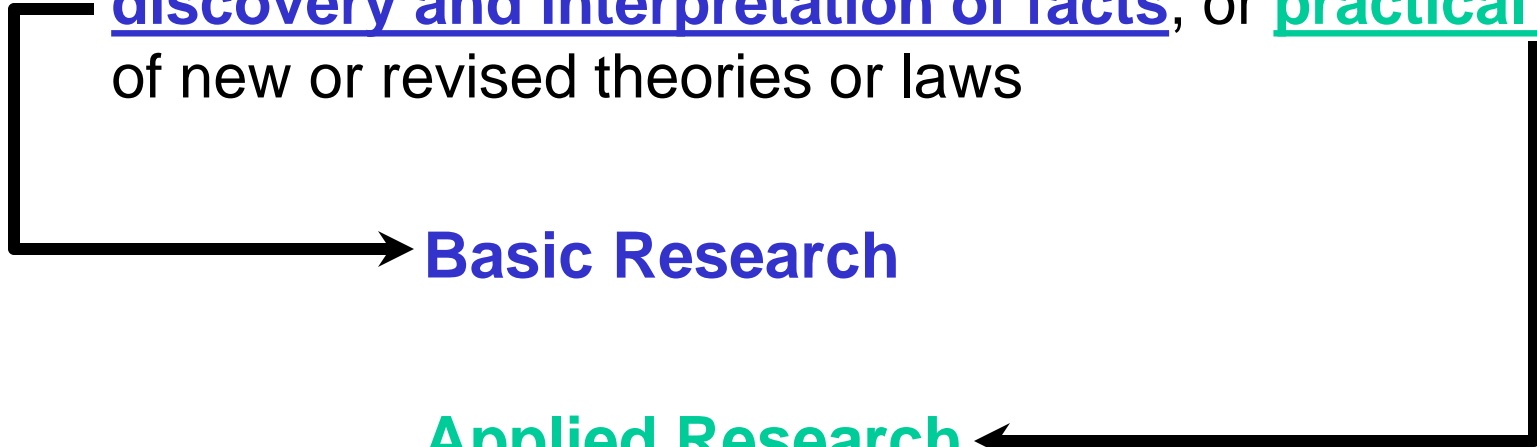 discovery and interpretation of facts, or practical
of new or revised theories or laws
Basic Research
Applied Research